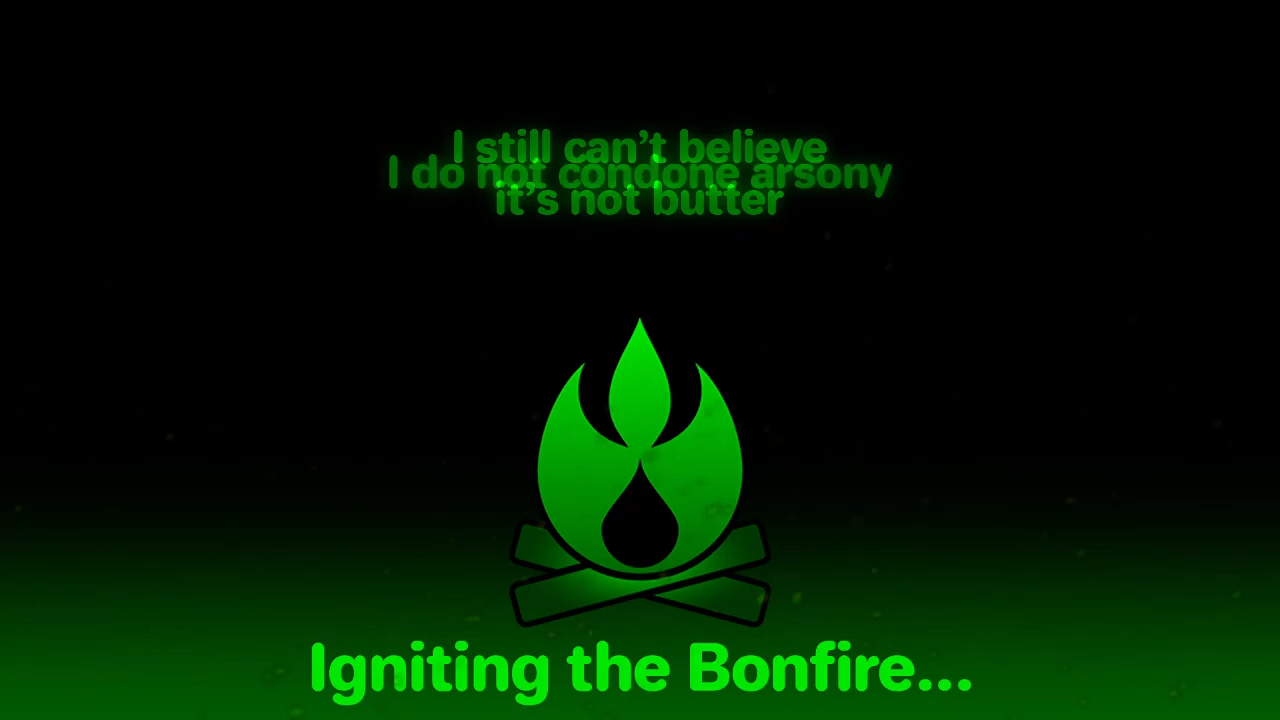 I still can’t believe
I do not condone arsony
it’s not butter
Igniting the Bonfire...